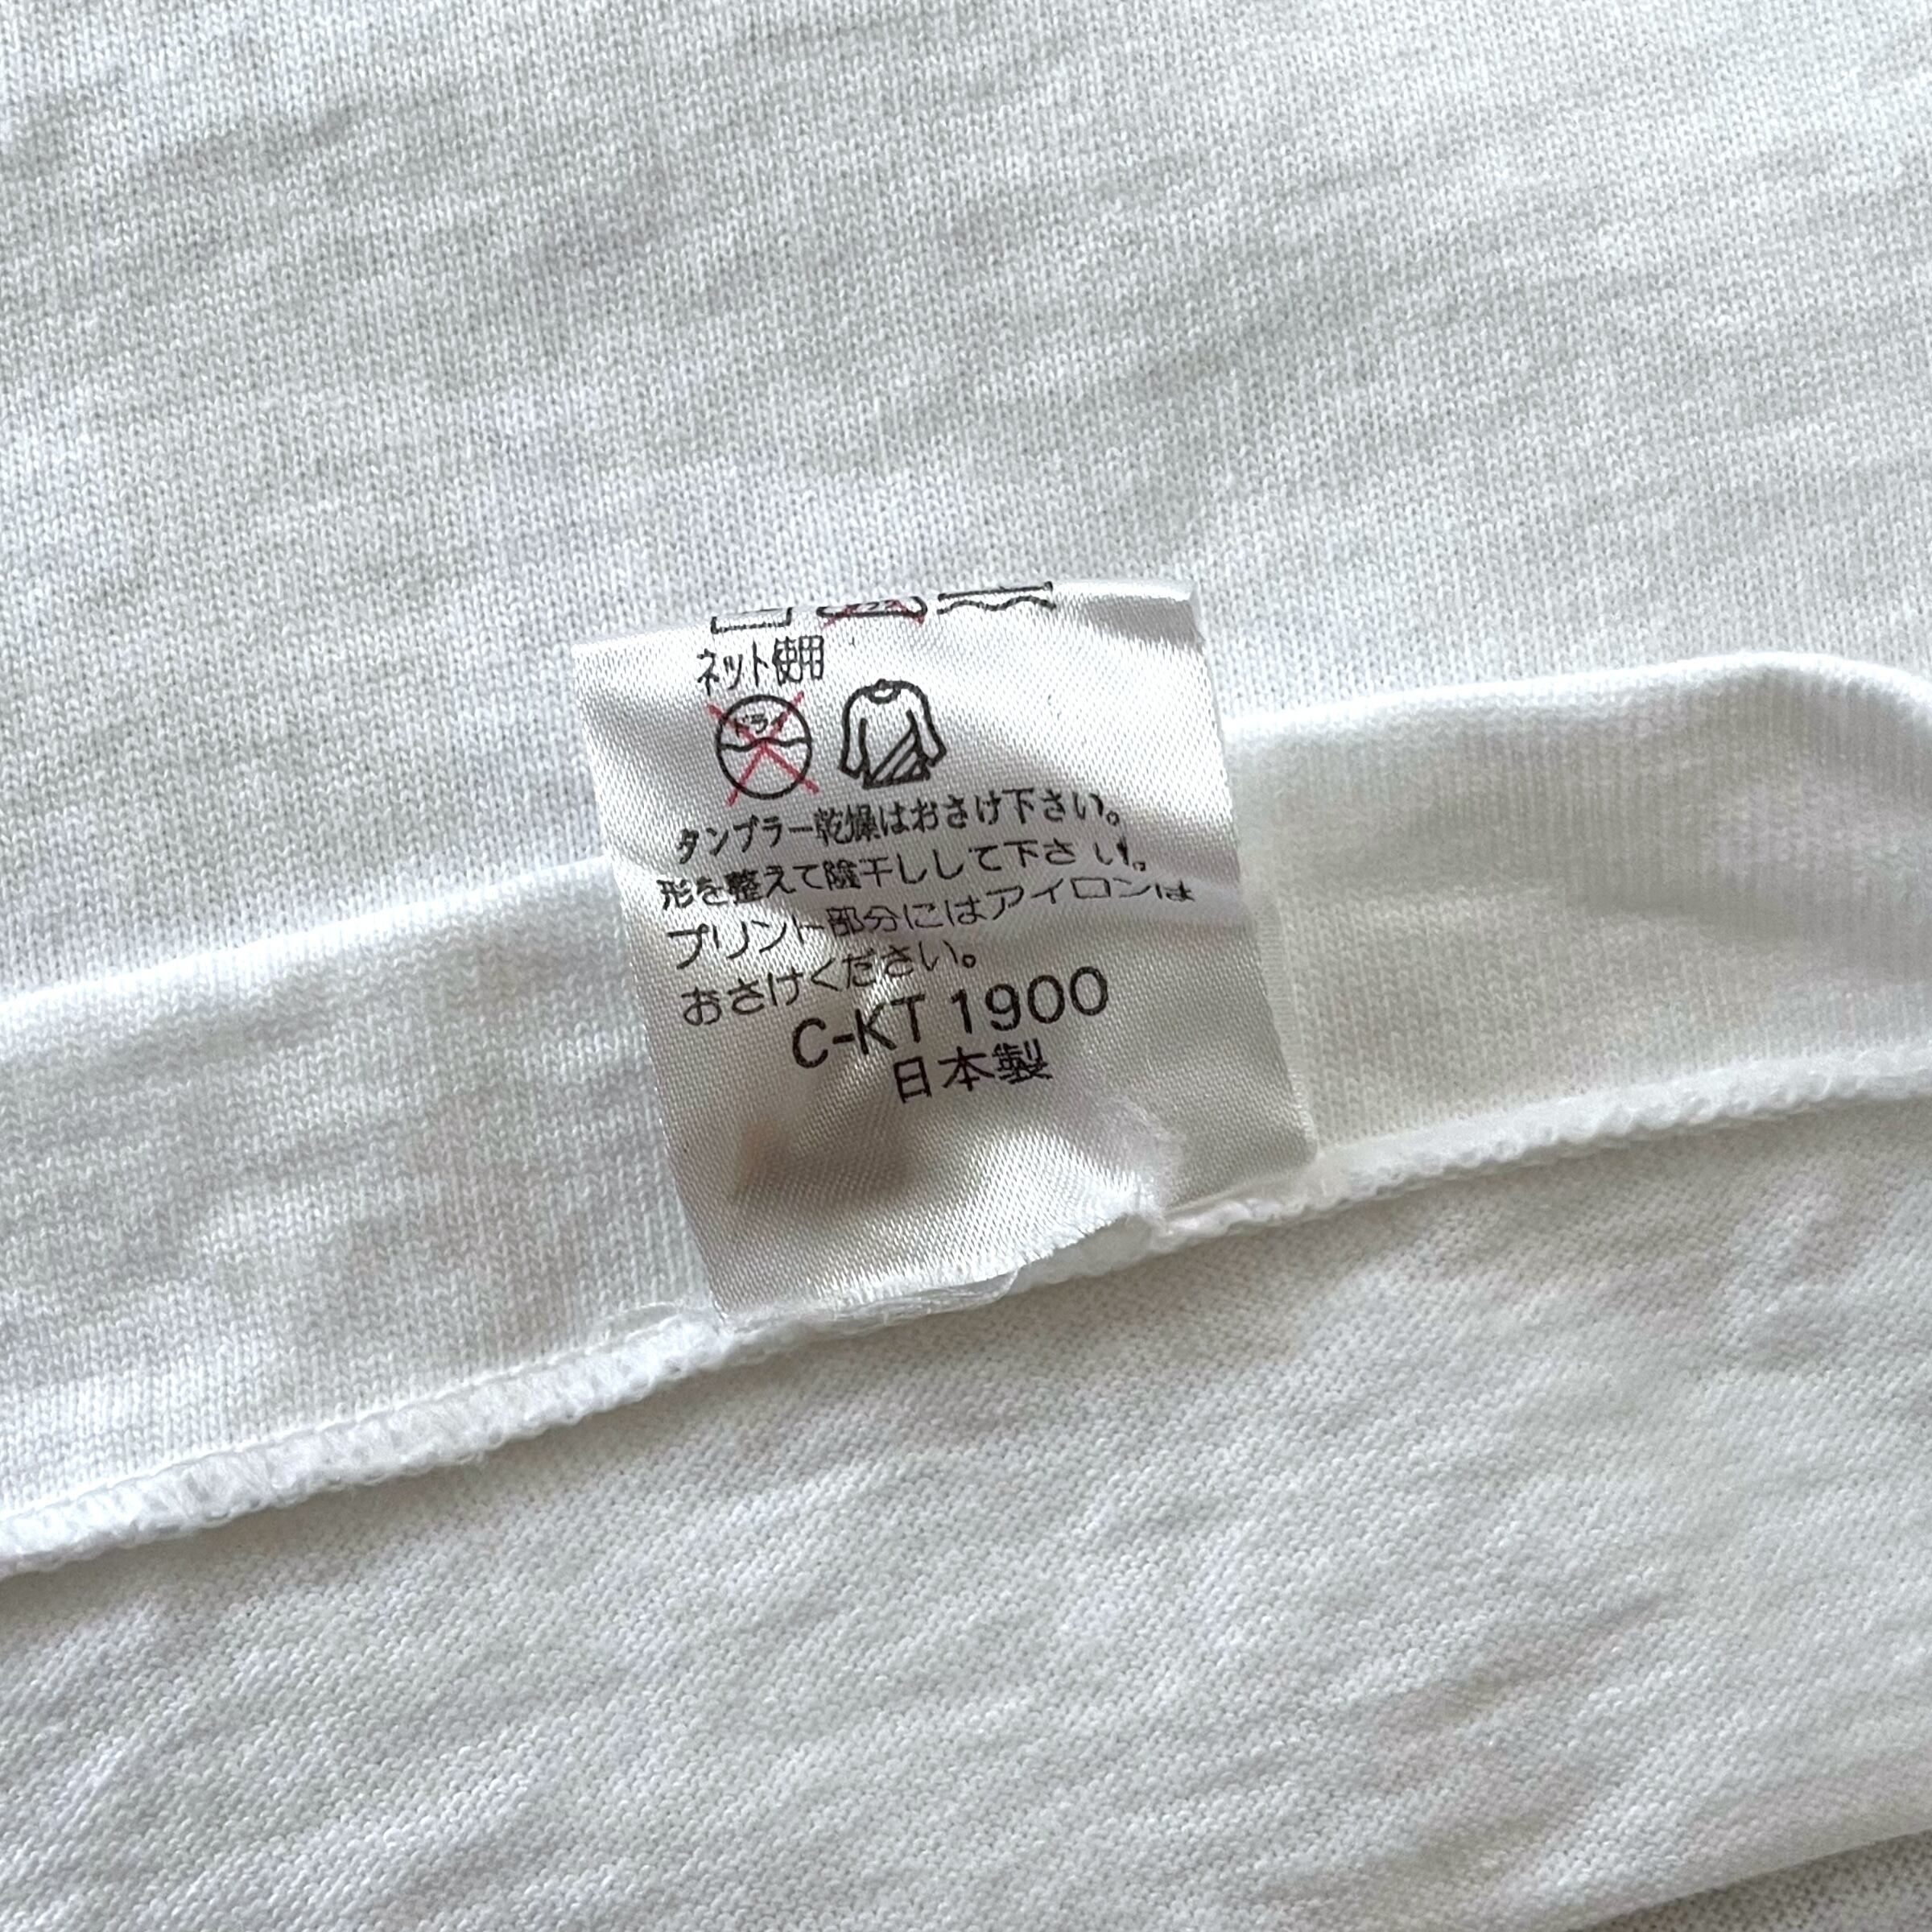 ネット使用
ドライ
タンブラー乾燥はおさけ下さい。
形を整えて陰干しして下さい。
プリント部分にはアイロンは
おさけください。
C-KT 1900
日本製